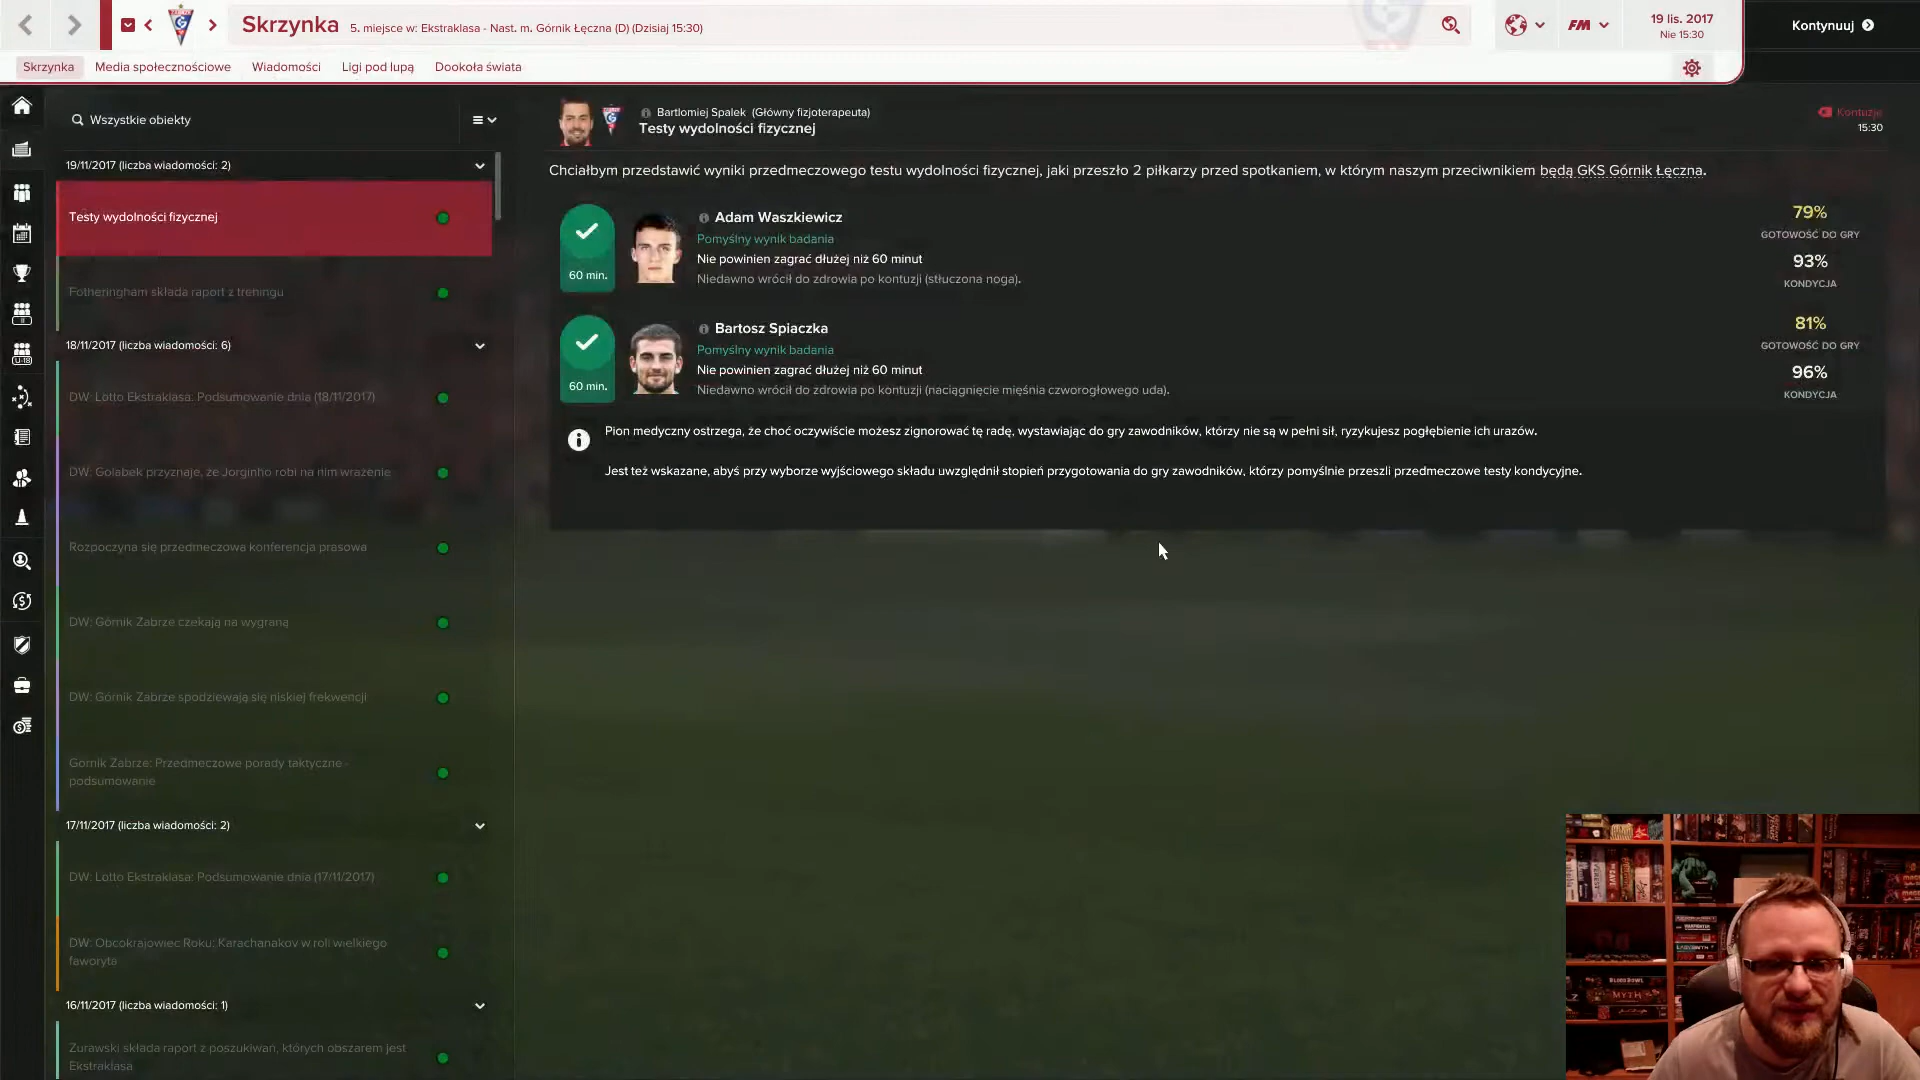 Skrzynka
5. miejsce w: Ekstraklasa - Nast. m. Górnik Łęczna (D) (Dzisiaj 15:30)
FM
19 lis. 2017
Nie 15:30
Kontynuuj
Skrzynka
Media społecznościowe
Wiadomości
Ligi pod lupą
Dookoła świata
Wszystkie obiekty
19/11/2017 (liczba wiadomości: 2)
Testy wydolności fizycznej
Fotheringham składa raport z treningu
18/11/2017 (liczba wiadomości: 6)
DW: Lotto Ekstraklasa: Podsumowanie dnia (18/11/2017)
DW: Golabek przyznaje, że Jorginho robi na nim wrażenie
Rozpoczyna się przedmeczowa konferencja prasowa
DW: Górnik Zabrze czekają na wygraną
DW: Górnik Zabrze spodziewają się niskiej frekwencji
Gornik Zabrze: Przedmeczowe porady taktyczne -
podsumowanie
17/11/2017 (liczba wiadomości: 2)
DW: Lotto Ekstraklasa: Podsumowanie dnia (17/11/2017)
DW: Obcokrajowiec Roku: Karachanakov w roli wielkiego
faworyta
16/11/2017 (liczba wiadomości: 1)
Zurawski składa raport z poszukiwań, których obszarem jest
Ekstraklasa
Bartlomiej Spalek (Główny fizjoterapeuta)
Testy wydolności fizycznej
Kontuzje
15:30
Chciałbym przedstawić wyniki przedmeczowego testu wydolności fizycznej, jaki przeszło 2 piłkarzy przed spotkaniem, w którym naszym przeciwnikiem będą GKS Górnik Łęczna.
60 min.
Adam Waszkiewicz
Pomyślny wynik badania
Nie powinien zagrać dłużej niż 60 minut
Niedawno wrócił do zdrowia po kontuzji (stłuczona noga).
79%
GOTOWOŚĆ DO GRY
93%
KONDYCJA
60 min.
Bartosz Spiaczka
Pomyślny wynik badania
Nie powinien zagrać dłużej niż 60 minut
Niedawno wrócił do zdrowia po kontuzji (naciągnięcie mięśnia czworogłowego uda).
81%
GOTOWOŚĆ DO GRY
96%
KONDYCJA
Pion medyczny ostrzega, że choć oczywiście możesz zignorować tę radę, wystawiając do gry zawodników, którzy nie są w pełni sił, ryzykujesz pogłębienie ich urazów.
Jest też wskazane, abyś przy wyborze wyjściowego składu uwzględnił stopień przygotowania do gry zawodników, którzy pomyślnie przeszli przedmeczowe testy kondycyjne.
MYTH